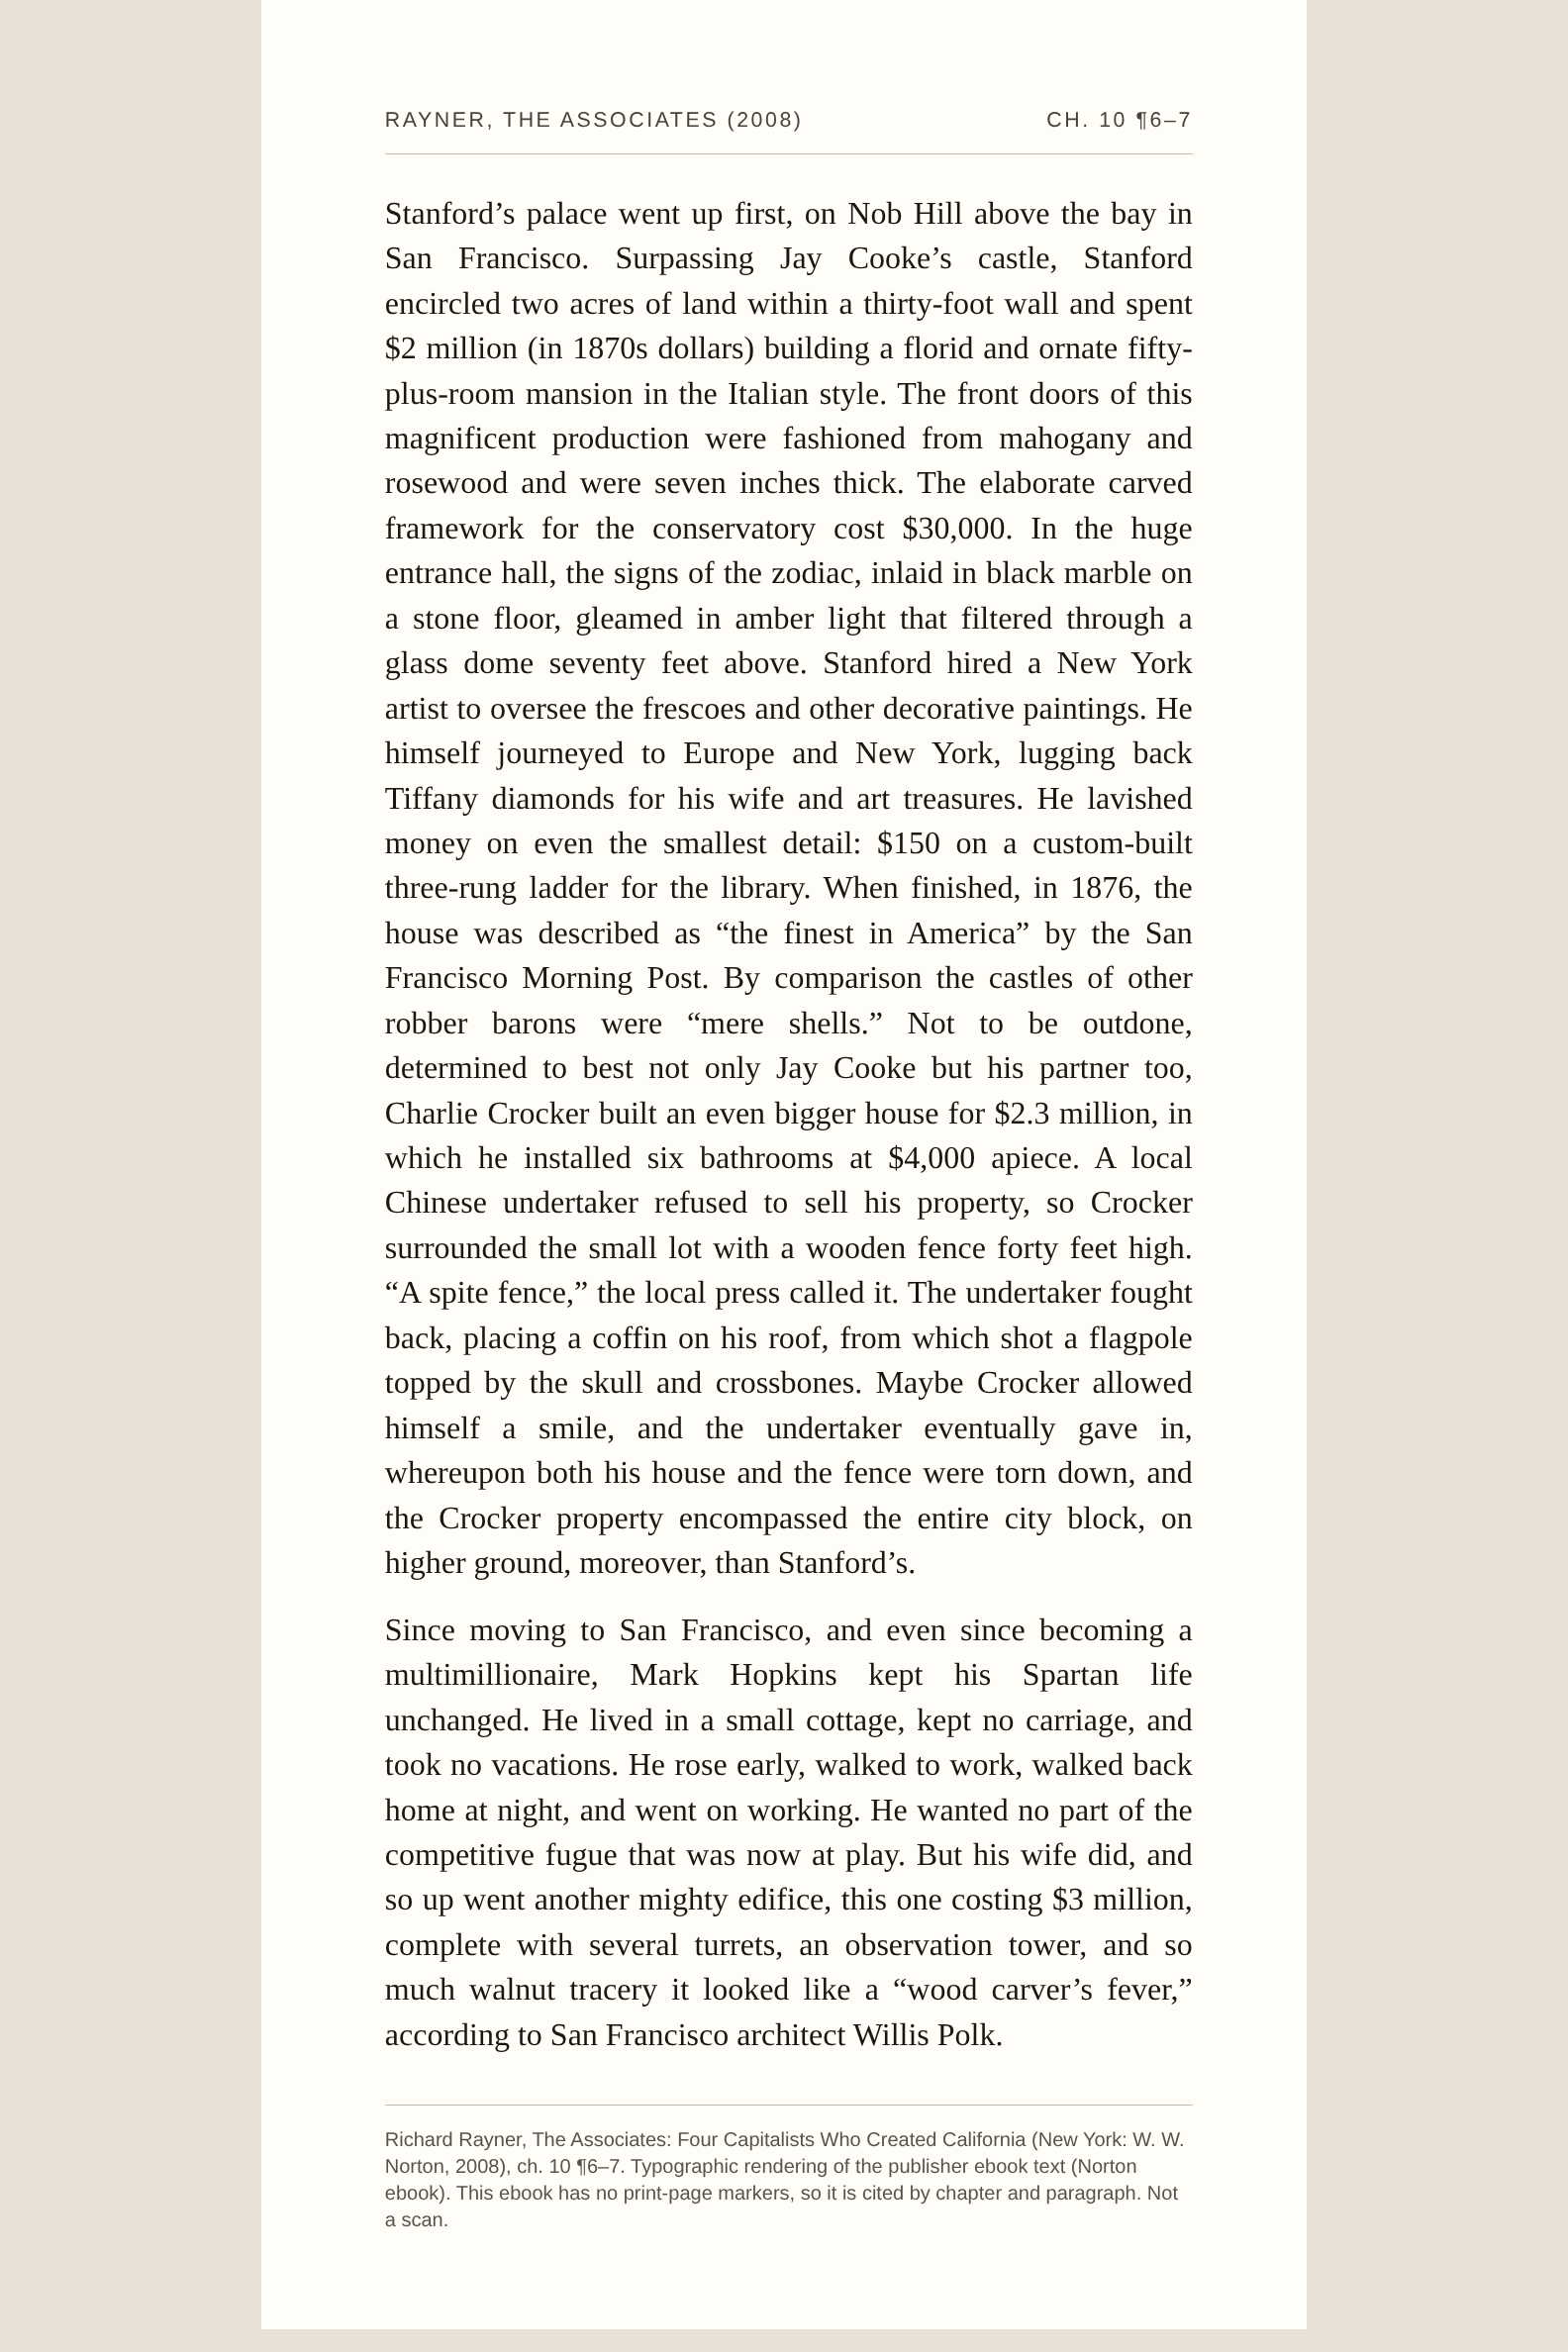 RAYNER, THE ASSOCIATES (2008) CH. 10 ¶6–7
Stanford’s palace went up first, on Nob Hill above the bay in
San Francisco. Surpassing Jay Cooke’s castle, Stanford
encircled two acres of land within a thirty-foot wall and spent
$2 million (in 1870s dollars) building a florid and ornate fifty-
plus-room mansion in the Italian style. The front doors of this
magnificent production were fashioned from mahogany and
rosewood and were seven inches thick. The elaborate carved
framework for the conservatory cost $30,000. In the huge
entrance hall, the signs of the zodiac, inlaid in black marble on
a stone floor, gleamed in amber light that filtered through a
glass dome seventy feet above. Stanford hired a New York
artist to oversee the frescoes and other decorative paintings. He
himself journeyed to Europe and New York, lugging back
Tiffany diamonds for his wife and art treasures. He lavished
money on even the smallest detail: $150 on a custom-built
three-rung ladder for the library. When finished, in 1876, the
house was described as “the finest in America” by the San
Francisco Morning Post. By comparison the castles of other
robber barons were “mere shells.” Not to be outdone,
determined to best not only Jay Cooke but his partner too,
Charlie Crocker built an even bigger house for $2.3 million, in
which he installed six bathrooms at $4,000 apiece. A local
Chinese undertaker refused to sell his property, so Crocker
surrounded the small lot with a wooden fence forty feet high.
“A spite fence,” the local press called it. The undertaker fought
back, placing a coffin on his roof, from which shot a flagpole
topped by the skull and crossbones. Maybe Crocker allowed
himself a smile, and the undertaker eventually gave in,
whereupon both his house and the fence were torn down, and
the Crocker property encompassed the entire city block, on
higher ground, moreover, than Stanford’s.
Since moving to San Francisco, and even since becoming a
multimillionaire, Mark Hopkins kept his Spartan life
unchanged. He lived in a small cottage, kept no carriage, and
took no vacations. He rose early, walked to work, walked back
home at night, and went on working. He wanted no part of the
competitive fugue that was now at play. But his wife did, and
so up went another mighty edifice, this one costing $3 million,
complete with several turrets, an observation tower, and so
much walnut tracery it looked like a “wood carver’s fever,”
according to San Francisco architect Willis Polk.
Richard Rayner, The Associates: Four Capitalists Who Created California (New York: W. W.
Norton, 2008), ch. 10 ¶6–7. Typographic rendering of the publisher ebook text (Norton
ebook). This ebook has no print-page markers, so it is cited by chapter and paragraph. Not
a scan.